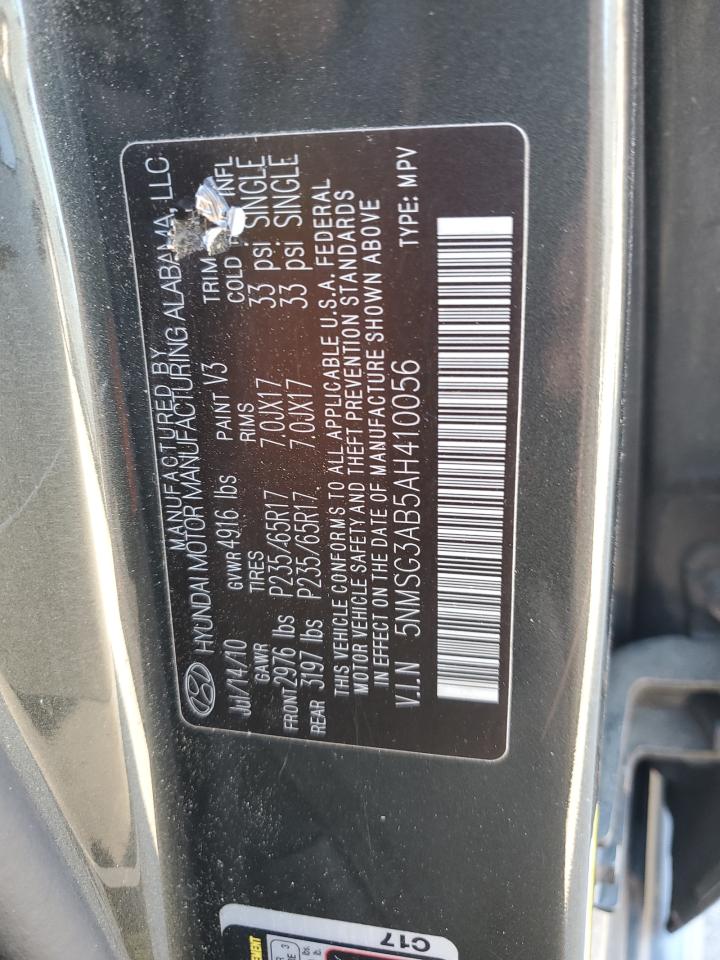 MANUFACTURED BY
HYUNDAI MOTOR MANUFACTURING ALABAMA, LLC
Jul/14/10 GVWR 4916 lbs PAINT V3 TRIM
GAWR TIRES RIMS COLD INFL
FRONT 2976 lbs P235/65R17 7.0JX17 33 psi SINGLE
REAR 3197 lbs P235/65R17 7.0JX17 33 psi SINGLE
THIS VEHICLE CONFORMS TO ALL APPLICABLE U.S.A. FEDERAL
MOTOR VEHICLE SAFETY AND THEFT PREVENTION STANDARDS
IN EFFECT ON THE DATE OF MANUFACTURE SHOWN ABOVE
V.I.N 5NMSG3AB5AH410056 TYPE: MPV
C17